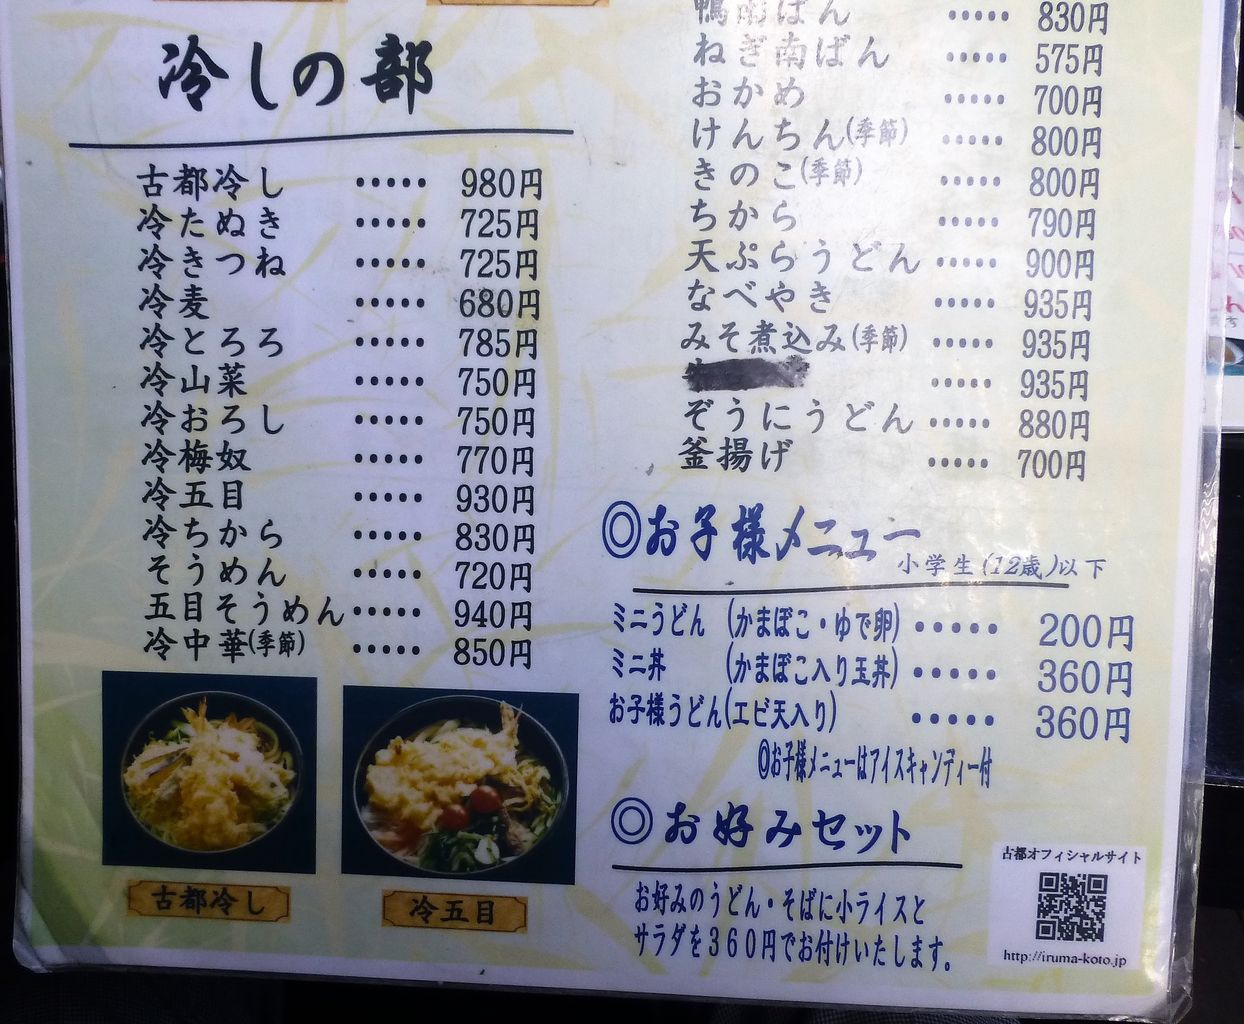 冷しの部
古都冷し ····· 980円
冷たぬき ····· 725円
冷きつね ····· 725円
冷麦 ····· 680円
冷とろろ ····· 785円
冷山菜 ····· 750円
冷おろし ····· 750円
冷梅奴 ····· 770円
冷五目 ····· 930円
冷ちから ····· 830円
そうめん ····· 720円
五目そうめん ····· 940円
冷中華(季節) ····· 850円
古都冷し
冷五目
鴨南ばん ····· 830円
ねぎ南ばん ····· 575円
おかめ ····· 700円
けんちん(季節) ····· 800円
きのこ(季節) ····· 800円
ちから ····· 790円
天ぷらうどん ····· 900円
なべやき ····· 935円
みそ煮込み(季節) ····· 935円
····· 935円
ぞうにうどん ····· 880円
釜揚げ ····· 700円
◎お子様メニュー
小学生(12歳)以下
ミニうどん (かまぼこ・ゆで卵) ····· 200円
ミニ丼 (かまぼこ入り玉丼) ····· 360円
お子様うどん(エビ天入り) ····· 360円
◎お子様メニューはアイスキャンディー付
◎お好みセット
お好みのうどん・そばに小ライスと
サラダを360円でお付けいたします。
古都オフィシャルサイト
http://iruma-koto.jp